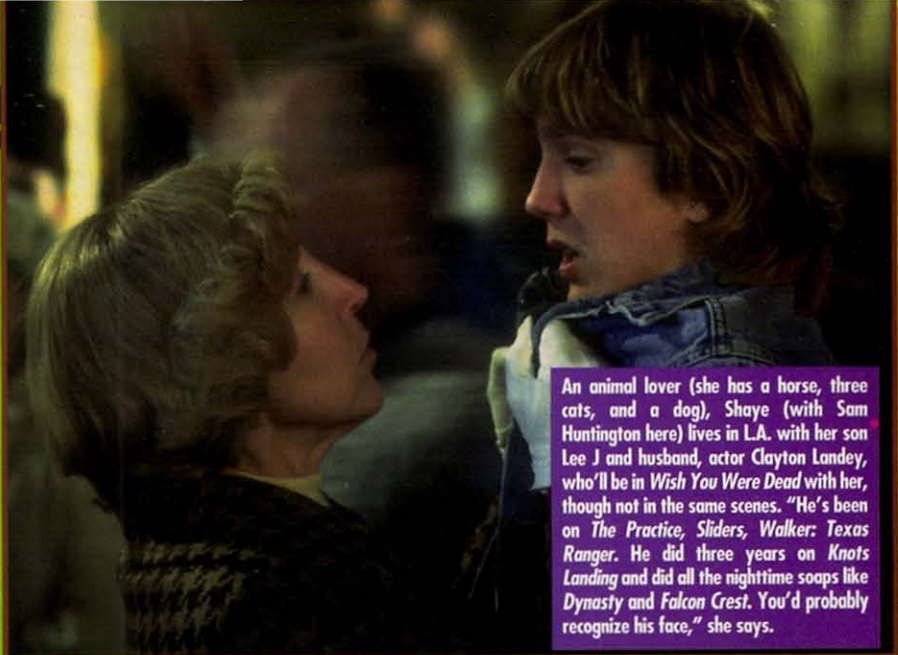 An animal lover (she has a horse, three
cats, and a dog), Shaye (with Sam
Huntington here) lives in L.A. with her son
Lee J and husband, actor Clayton Landey,
who'll be in Wish You Were Dead with her,
though not in the same scenes. "He's been
on The Practice, Sliders, Walker: Texas
Ranger. He did three years on Knots
Landing and did all the nighttime soaps like
Dynasty and Falcon Crest. You'd probably
recognize his face," she says.